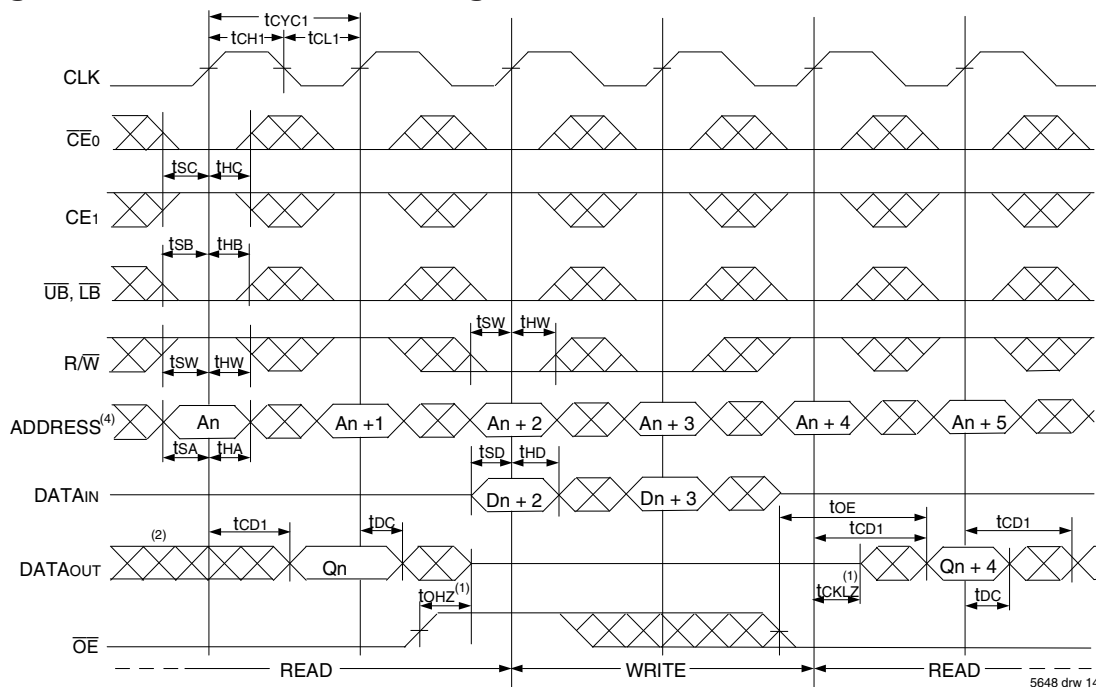 tCYC1
tCH1 tCL1
CLK
CE0
tSC tHC
CE1
tSB tHB
UB, LB
tSW tHW
R/W
tSW tHW
ADDRESS(4) An An +1 An + 2 An + 3 An + 4 An + 5
tSA tHA
tSD tHD
DATAIN Dn + 2 Dn + 3
tOE
(2) tCD1 tDC tCD1 tCD1
DATAOUT Qn Qn + 4
tOHZ(1) tCKLZ(1) tDC
OE
READ WRITE READ
5648 drw 14